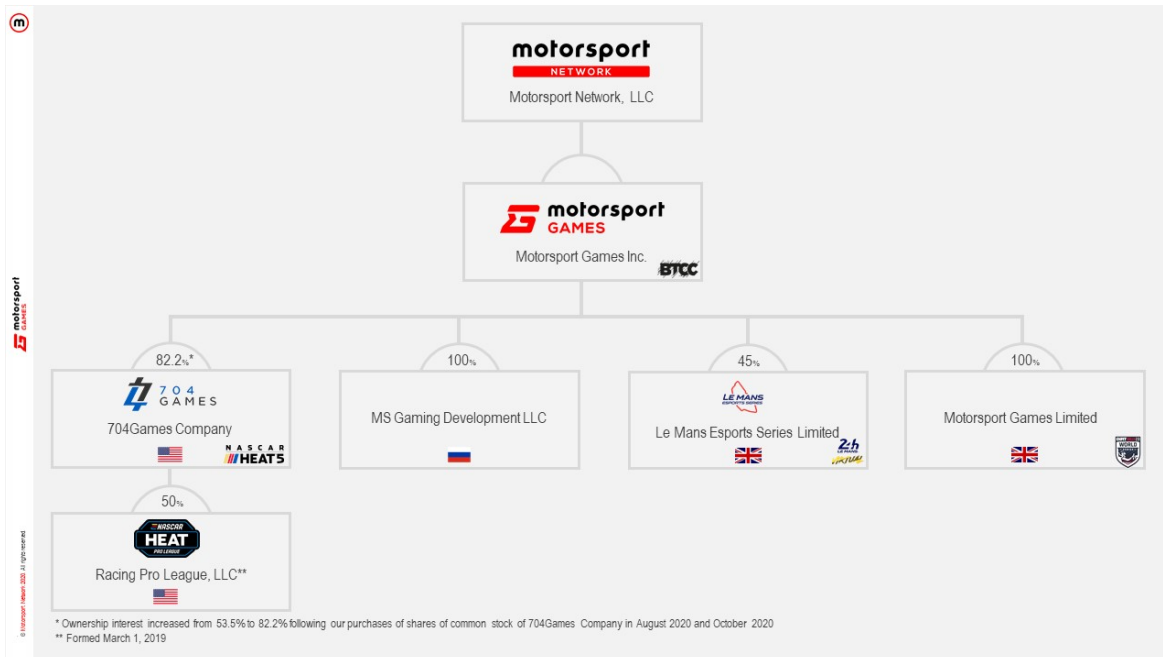 m
motorsport
NETWORK
Motorsport Network, LLC
motorsport
GAMES
Motorsport Games Inc.
BTCC
82.2%*
100%
45%
100%
704
GAMES
704Games Company
NASCAR
HEAT5
MS Gaming Development LLC
LE MANS
ESPORTS SERIES
Le Mans Esports Series Limited
24h
LE MANS
VIRTUAL
Motorsport Games Limited
WORLD
50%
NASCAR
HEAT
PRO LEAGUE
Racing Pro League, LLC**
* Ownership interest increased from 53.5% to 82.2% following our purchases of shares of common stock of 704Games Company in August 2020 and October 2020
** Formed March 1, 2019
motorsport
GAMES
© Motorsport Network 2020. All rights reserved.